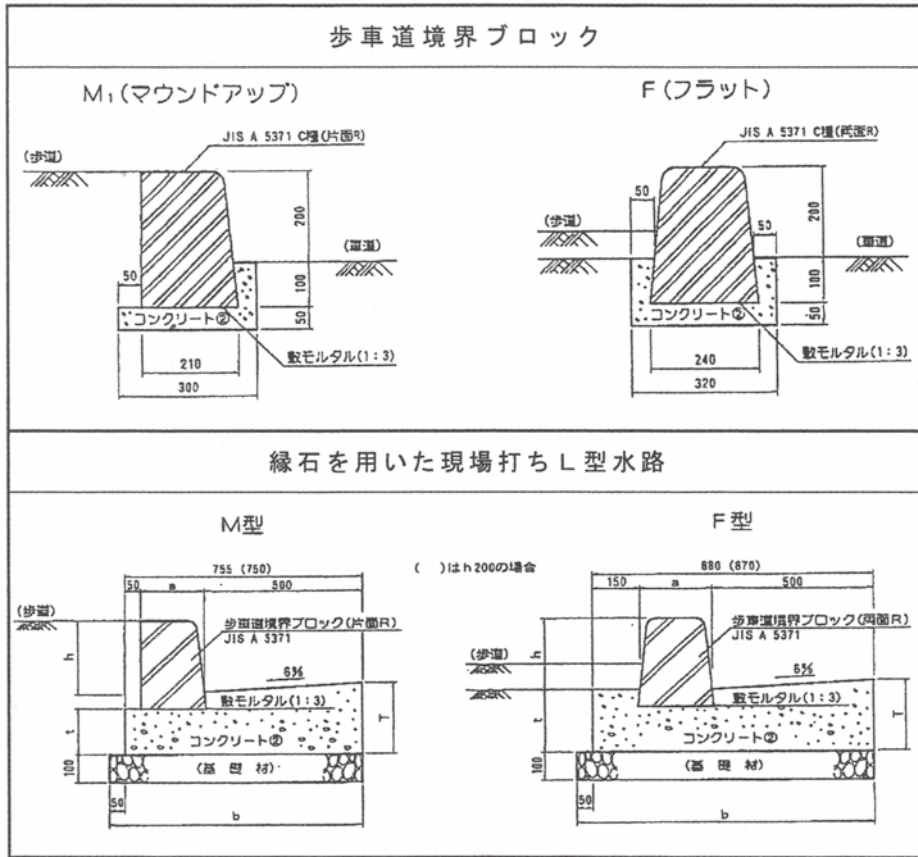 歩車道境界ブロック
M₁(マウンドアップ)
JIS A 5371 C種(片面R)
(歩道)
200
(車道)
50
100
50
コンクリート②
敷モルタル(1:3)
210
300
F(フラット)
JIS A 5371 C種(両面R)
50
200
(歩道)
50
(車道)
100
50
コンクリート②
敷モルタル(1:3)
240
320
縁石を用いた現場打ちL型水路
M型
755 (750)
50
a
500
( )はh200の場合
(歩道)
歩車道境界ブロック(片面R)
JIS A 5371
h
6%
敷モルタル(1:3)
t
T
コンクリート②
100
(基礎材)
50
b
F型
880 (870)
150
a
500
歩車道境界ブロック(両面R)
JIS A 5371
h
(歩道)
6%
敷モルタル(1:3)
t
T
コンクリート②
100
(基礎材)
50
b